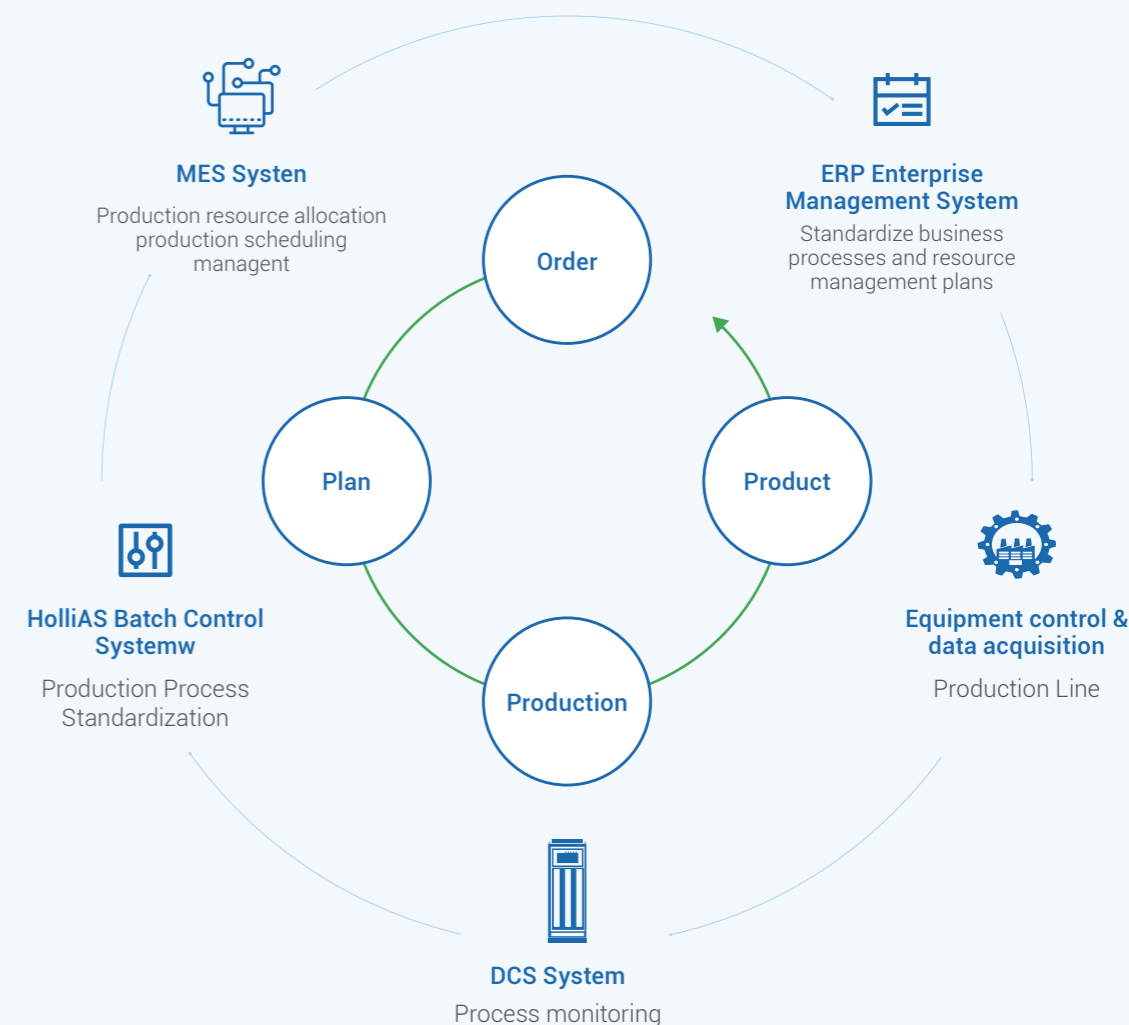 MES Systen
Production resource allocation
production scheduling
managent
ERP Enterprise
Management System
Standardize business
processes and resource
management plans
Order
Plan
Product
Production
HolliAS Batch Control
Systemw
Production Process
Standardization
Equipment control &
data acquisition
Production Line
DCS System
Process monitoring